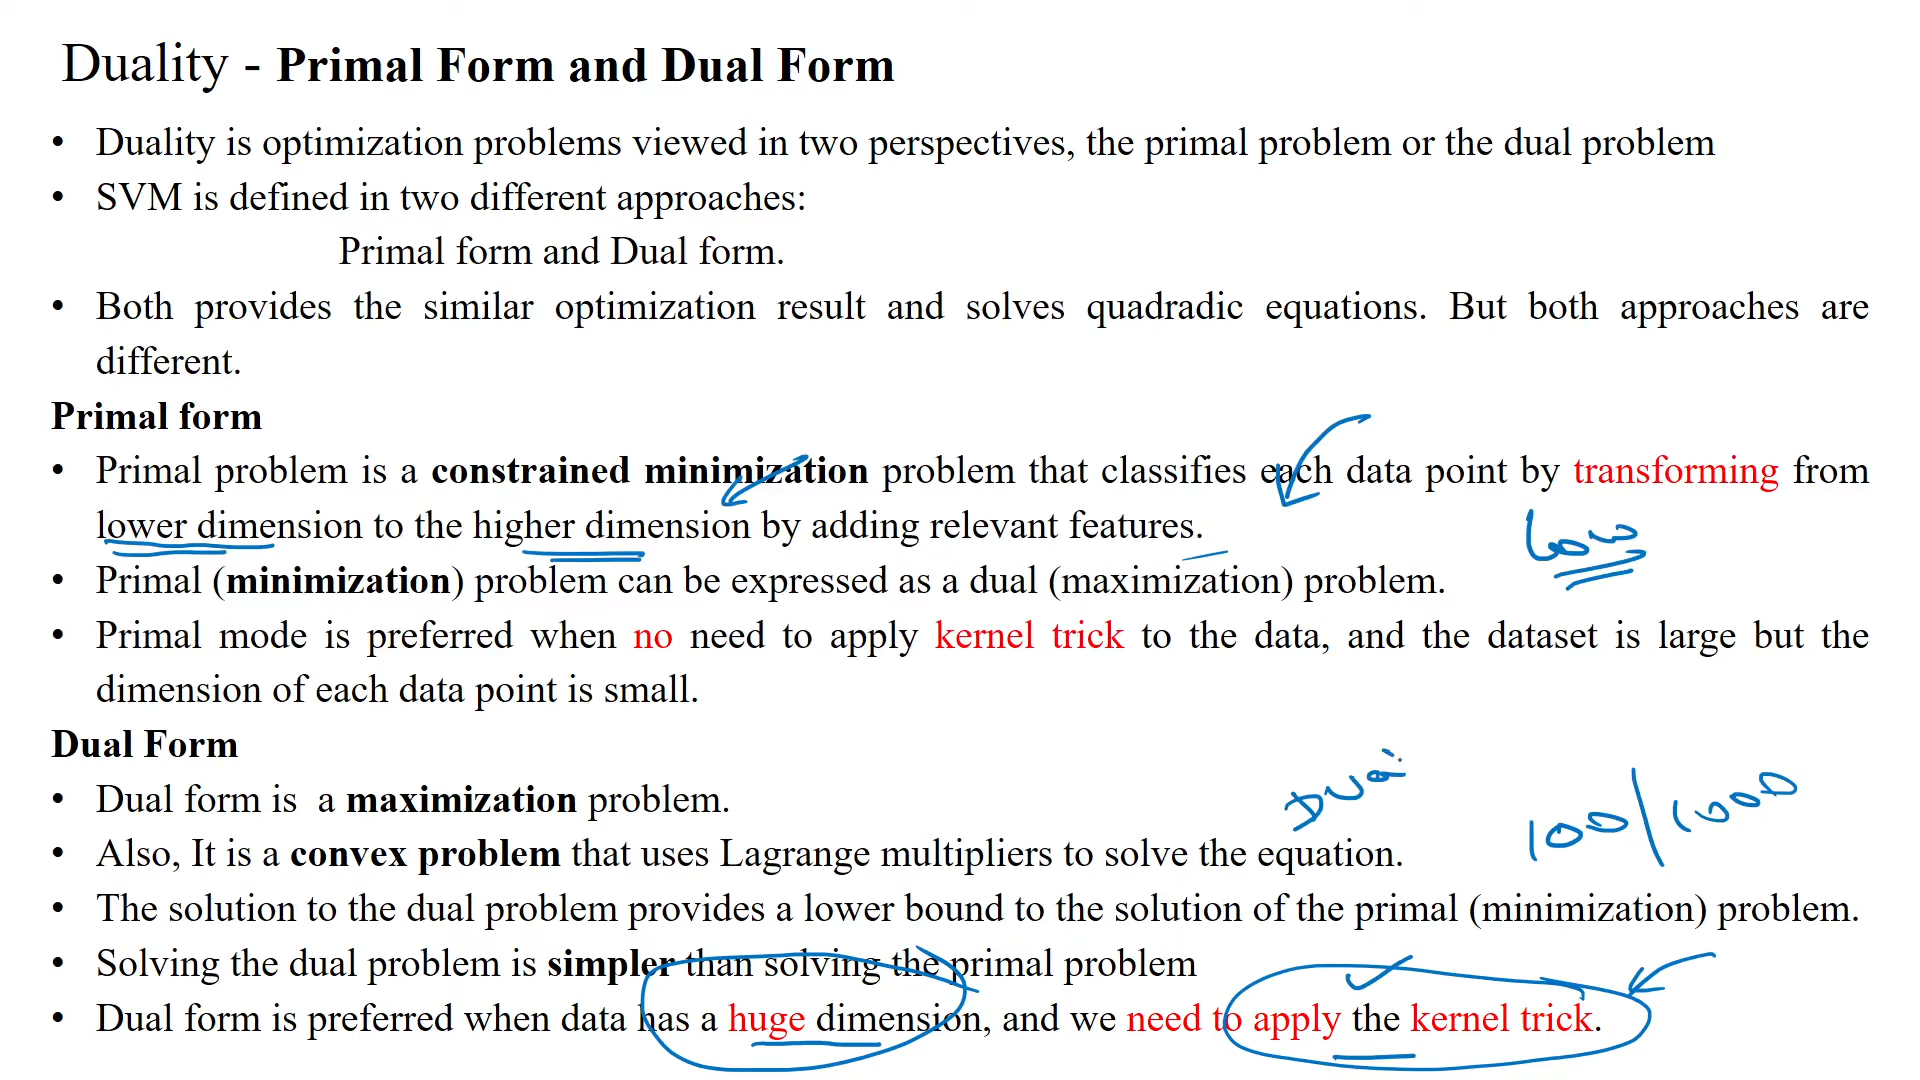 Duality - Primal Form and Dual Form
• Duality is optimization problems viewed in two perspectives, the primal problem or the dual problem
• SVM is defined in two different approaches:
Primal form and Dual form.
• Both provides the similar optimization result and solves quadradic equations. But both approaches are
different.
Primal form
• Primal problem is a constrained minimization problem that classifies each data point by transforming from
lower dimension to the higher dimension by adding relevant features.
Low
• Primal (minimization) problem can be expressed as a dual (maximization) problem.
• Primal mode is preferred when no need to apply kernel trick to the data, and the dataset is large but the
dimension of each data point is small.
Dual Form
• Dual form is a maximization problem.
100/1000
• Also, It is a convex problem that uses Lagrange multipliers to solve the equation.
• The solution to the dual problem provides a lower bound to the solution of the primal (minimization) problem.
• Solving the dual problem is simpler than solving the primal problem
• Dual form is preferred when data has a huge dimension, and we need to apply the kernel trick.